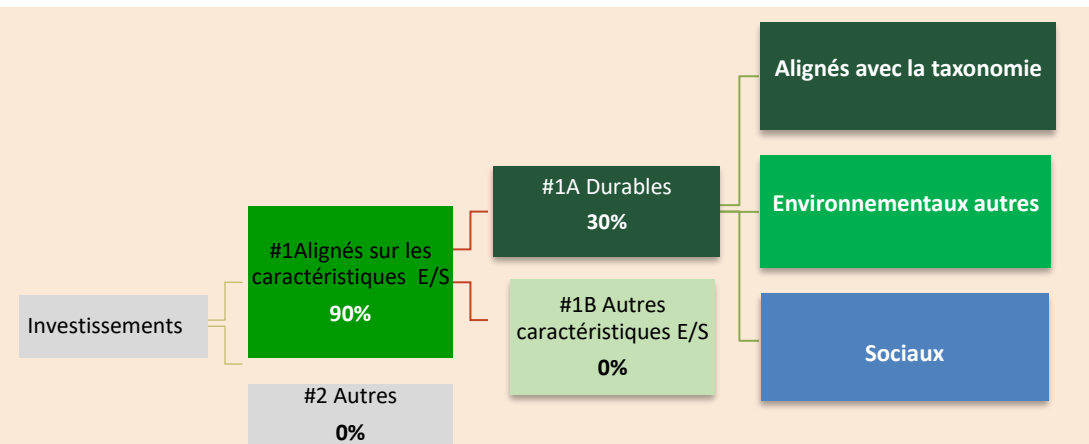 Investissements
#1Alignés sur les
caractéristiques E/S
90%
#2 Autres
0%
#1A Durables
30%
#1B Autres
caractéristiques E/S
0%
Alignés avec la taxonomie
Environnementaux autres
Sociaux